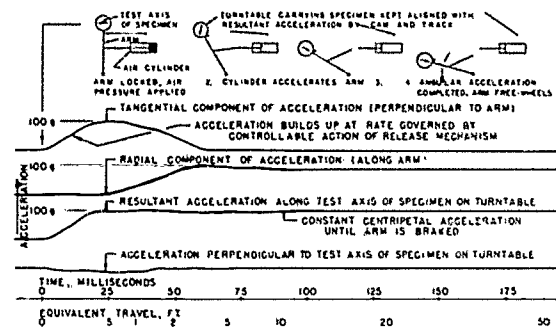 TEST AXIS
OF SPECIMEN
ARM
AIR CYLINDER
ARM LOCKED, AIR
PRESSURE APPLIED
TURNTABLE CARRYING SPECIMEN KEPT ALIGNED WITH
RESULTANT ACCELERATION BY CAM AND TRACK
2. CYLINDER ACCELERATES ARM
3.
4. ANGULAR ACCELERATION
COMPLETED, ARM FREE-WHEELS
TANGENTIAL COMPONENT OF ACCELERATION (PERPENDICULAR TO ARM)
100 g
ACCELERATION BUILDS UP AT RATE GOVERNED BY
CONTROLLABLE ACTION OF RELEASE MECHANISM
100 g
RADIAL COMPONENT OF ACCELERATION (ALONG ARM)
RESULTANT ACCELERATION ALONG TEST AXIS OF SPECIMEN ON TURNTABLE
100 g
CONSTANT CENTRIPETAL ACCELERATION
UNTIL ARM IS BRAKED
ACCELERATION
ACCELERATION PERPENDICULAR TO TEST AXIS OF SPECIMEN ON TURNTABLE
TIME, MILLISECONDS
0 25 50 75 100 125 150 175
0 .5 1 2 5 10 20 50
EQUIVALENT TRAVEL, FT